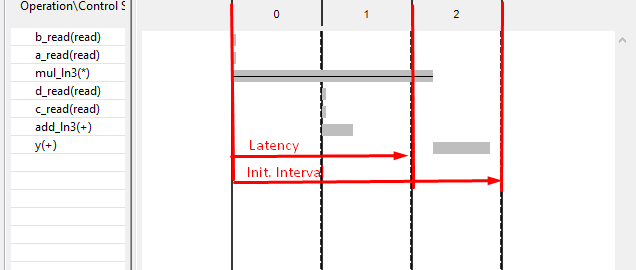 Operation\Control S
0 1 2
b_read(read)
a_read(read)
mul_ln3(*)
d_read(read)
c_read(read)
add_ln3(+)
y(+)
Latency
Init. Interval